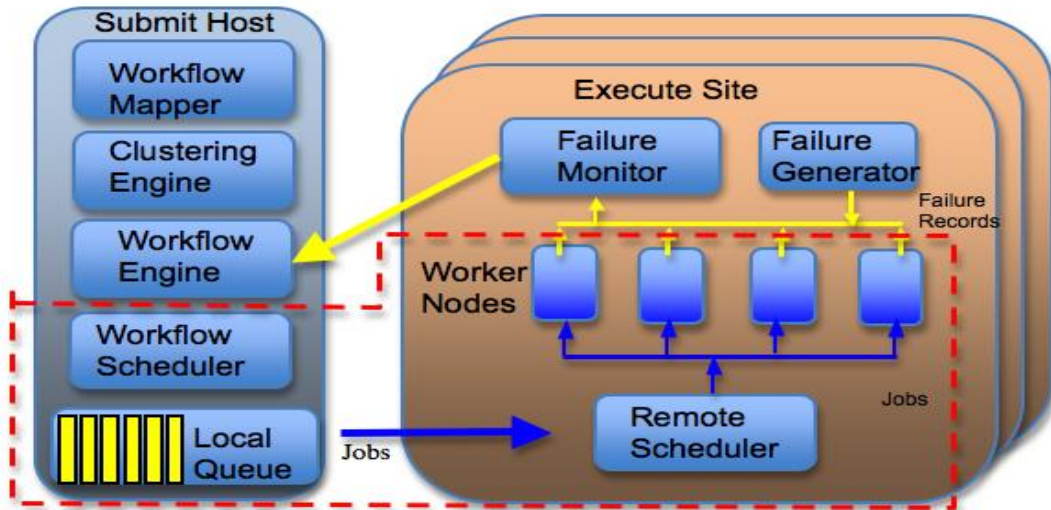 Submit Host
Workflow
Mapper
Clustering
Engine
Workflow
Engine
Workflow
Scheduler
Local
Queue
Jobs
Execute Site
Failure
Monitor
Failure
Generator
Failure
Records
Worker
Nodes
Jobs
Remote
Scheduler